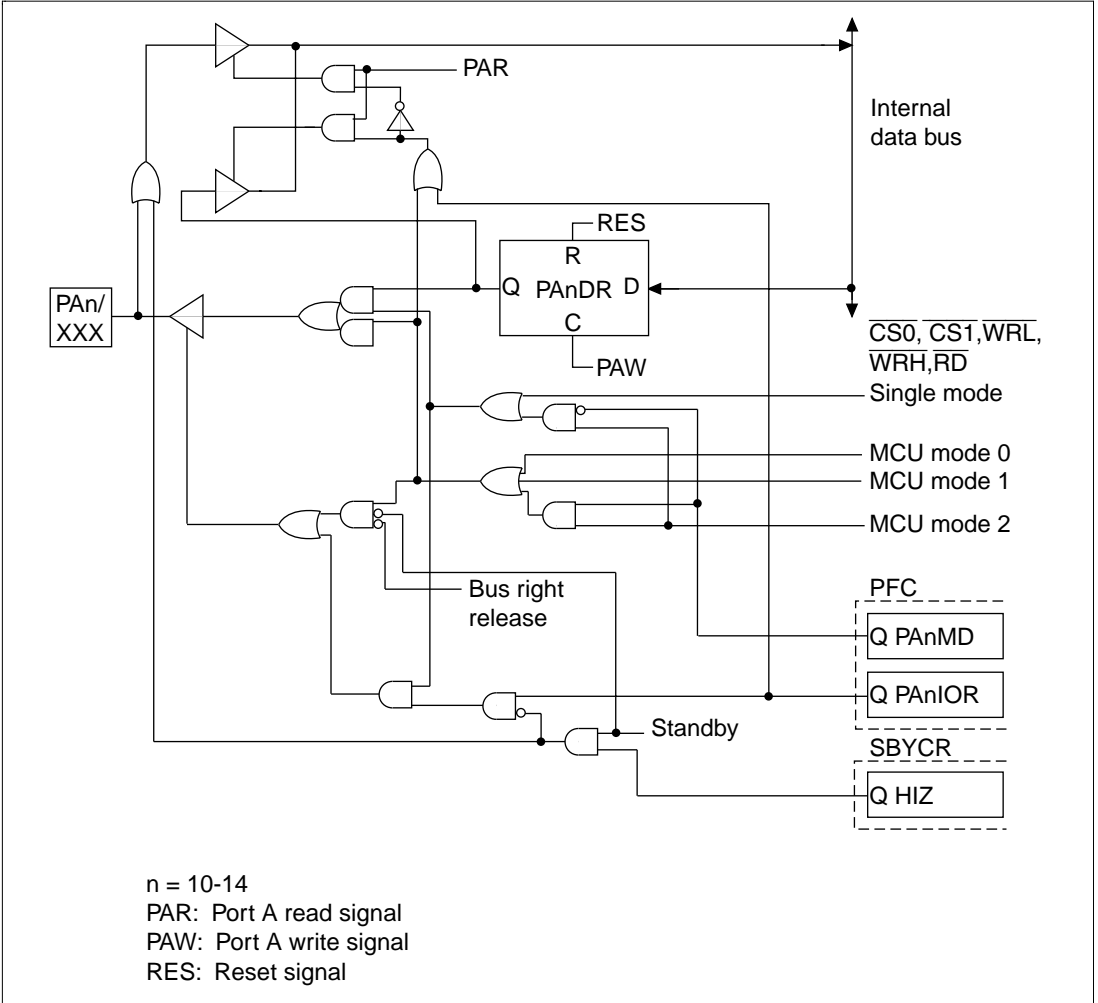 PAR
Internal
data bus
RES
R
PAn/
XXX
Q PAnDR D
C
PAW
CS0, CS1,WRL,
WRH,RD
Single mode
MCU mode 0
MCU mode 1
MCU mode 2
Bus right
release
PFC
Q PAnMD
Q PAnIOR
Standby
SBYCR
Q HIZ
n = 10-14
PAR: Port A read signal
PAW: Port A write signal
RES: Reset signal